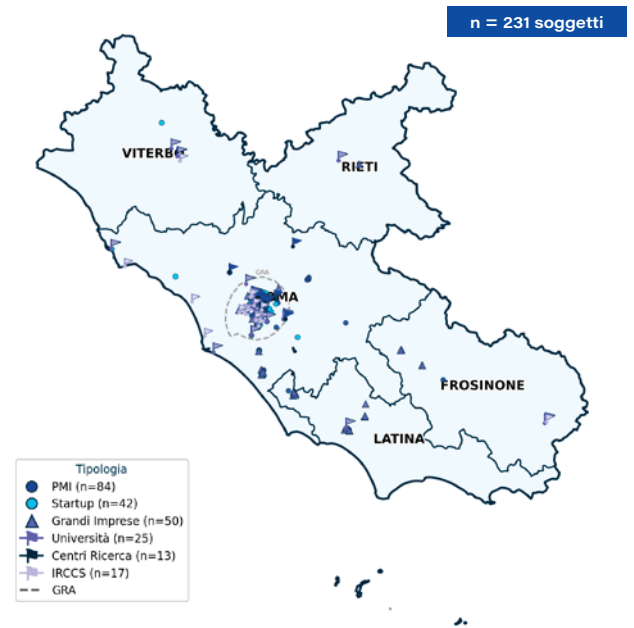 n = 231 soggetti
VITERBO
RIETI
GRA
ROMA
FROSINONE
LATINA
Tipologia
PMI (n=84)
Startup (n=42)
Grandi Imprese (n=50)
Università (n=25)
Centri Ricerca (n=13)
IRCCS (n=17)
GRA